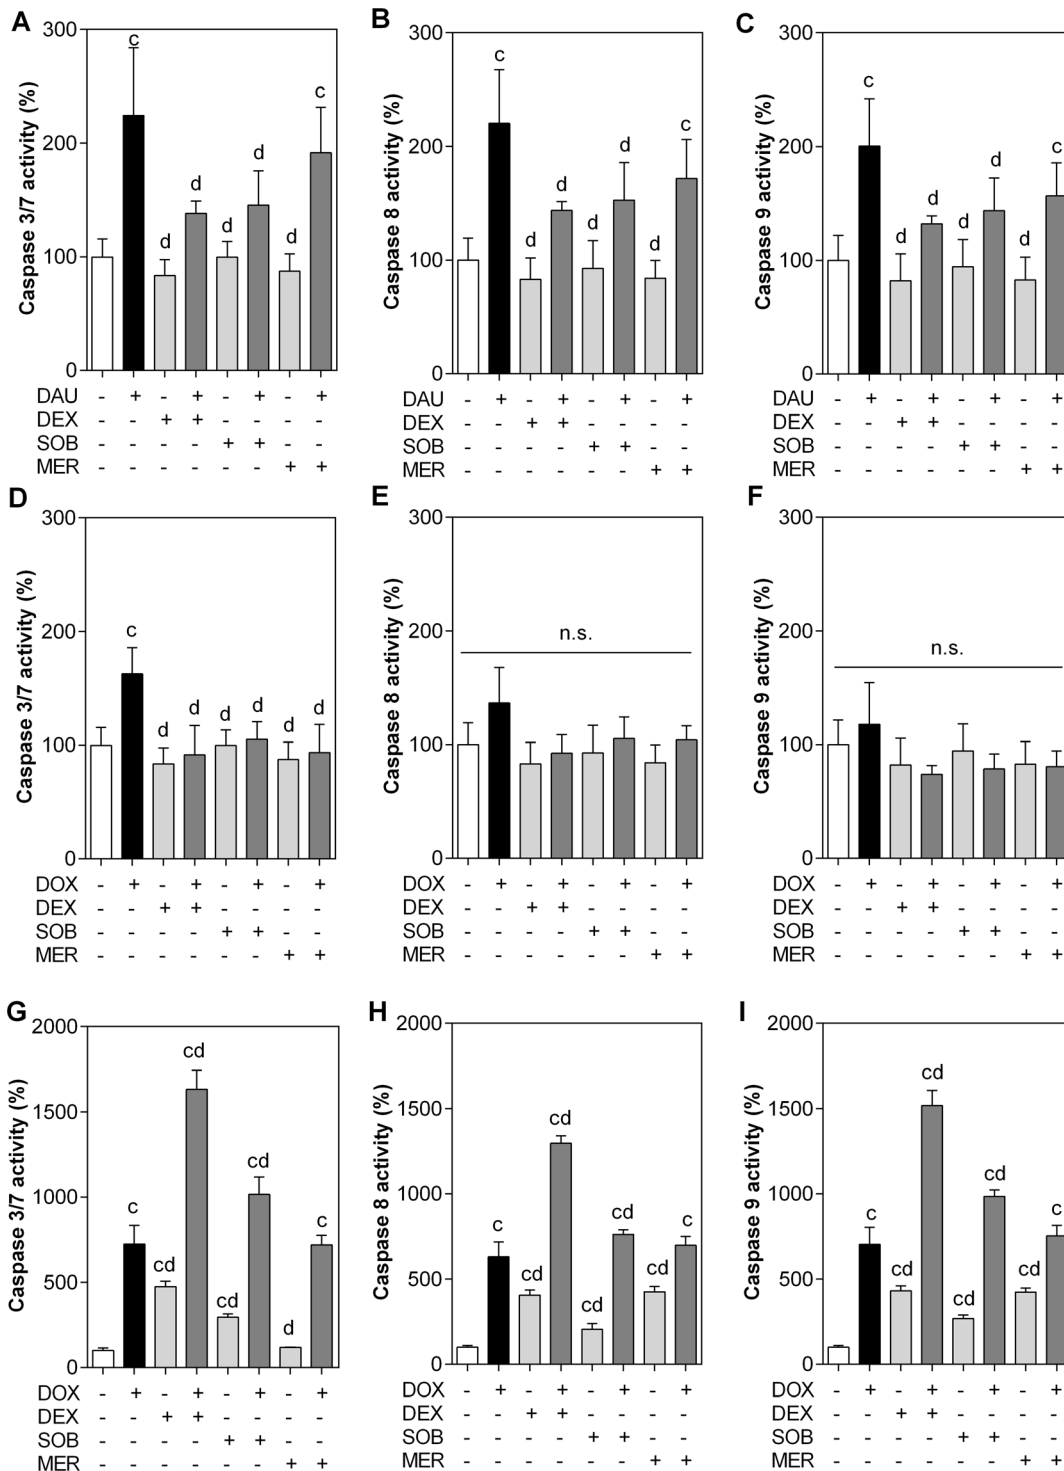 A
B
C
Caspase 3/7 activity (%)
300
200
100
0
c
d
d
d
d
d
c
Caspase 8 activity (%)
300
200
100
0
c
d
d
d
d
d
c
Caspase 9 activity (%)
300
200
100
0
c
d
d
d
d
d
c
DAU - + - + - + - +
DEX - - + + - - - -
SOB - - - - + + - -
MER - - - - - - + +
DAU - + - + - + - +
DEX - - + + - - - -
SOB - - - - + + - -
MER - - - - - - + +
DAU - + - + - + - +
DEX - - + + - - - -
SOB - - - - + + - -
MER - - - - - - + +
D
E
F
Caspase 3/7 activity (%)
300
200
100
0
c
d
d
d
d
d
d
Caspase 8 activity (%)
300
200
100
0
n.s.
Caspase 9 activity (%)
300
200
100
0
n.s.
DOX - + - + - + - +
DEX - - + + - - - -
SOB - - - - + + - -
MER - - - - - - + +
DOX - + - + - + - +
DEX - - + + - - - -
SOB - - - - + + - -
MER - - - - - - + +
DOX - + - + - + - +
DEX - - + + - - - -
SOB - - - - + + - -
MER - - - - - - + +
G
H
I
Caspase 3/7 activity (%)
2000
1500
1000
500
0
c
cd
cd
cd
cd
d
c
Caspase 8 activity (%)
2000
1500
1000
500
0
c
cd
cd
cd
cd
cd
c
Caspase 9 activity (%)
2000
1500
1000
500
0
c
cd
cd
cd
cd
cd
c
DOX - + - + - + - +
DEX - - + + - - - -
SOB - - - - + + - -
MER - - - - - - + +
DOX - + - + - + - +
DEX - - + + - - - -
SOB - - - - + + - -
MER - - - - - - + +
DOX - + - + - + - +
DEX - - + + - - - -
SOB - - - - + + - -
MER - - - - - - + +